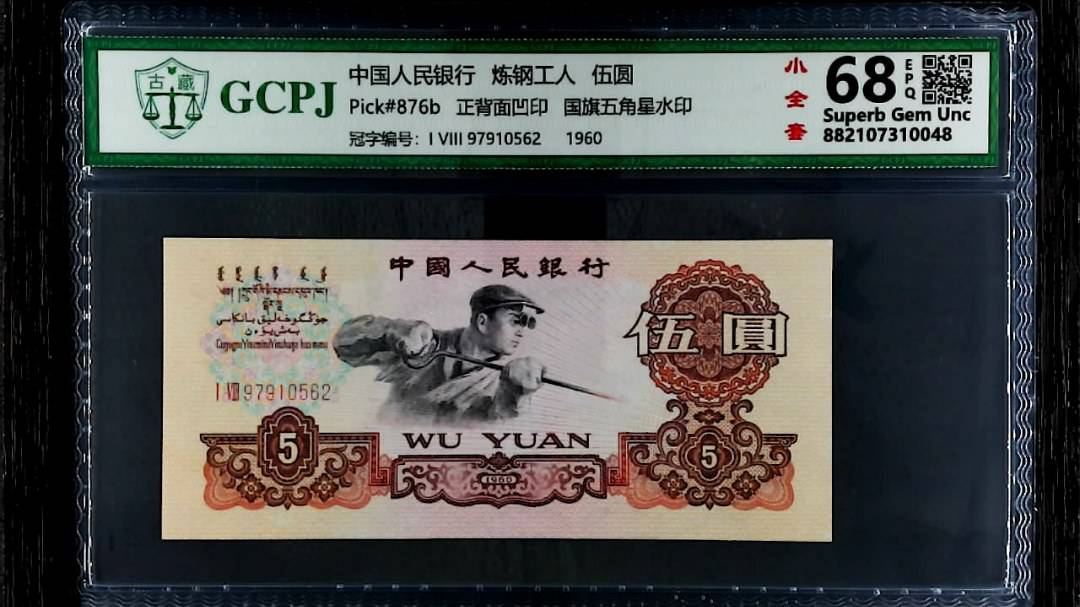 古藏
GCPJ
中国人民银行 炼钢工人 伍圆
Pick#876b 正背面凹印 国旗五角星水印
冠字编号: I VIII 97910562 1960
小全套
68
EPQ
Superb Gem Unc
882107310048
中國人民銀行
伍圓
I VIII 97910562
5
WU YUAN
5
1960